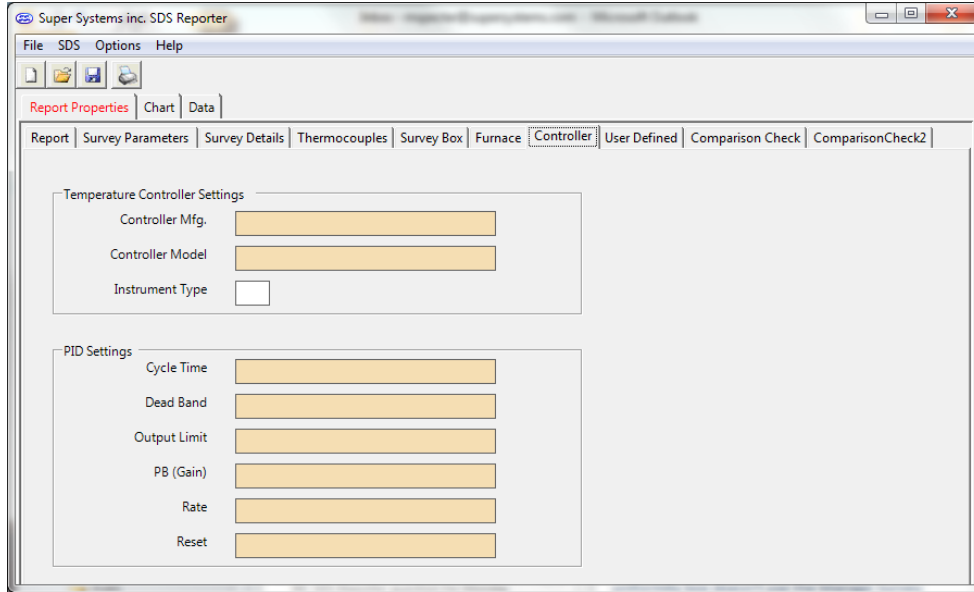 Super Systems inc. SDS Reporter
File SDS Options Help
Report Properties Chart Data
Report Survey Parameters Survey Details Thermocouples Survey Box Furnace Controller User Defined Comparison Check ComparisonCheck2
Temperature Controller Settings
Controller Mfg.
Controller Model
Instrument Type
PID Settings
Cycle Time
Dead Band
Output Limit
PB (Gain)
Rate
Reset